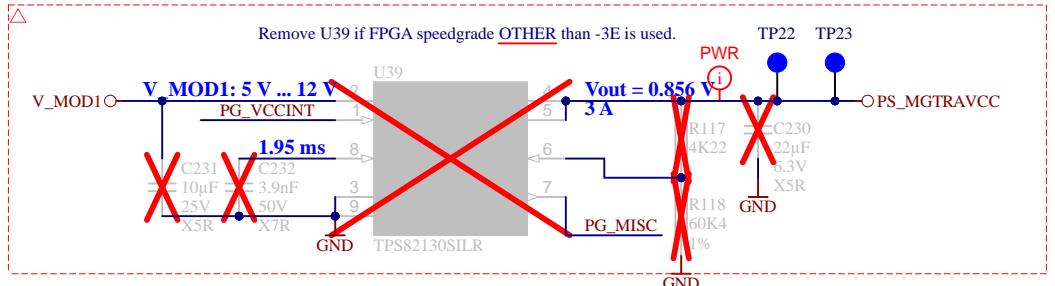 Remove U39 if FPGA speedgrade OTHER than -3E is used.
TP22
TP23
PWR
i
U39
V_MOD1: 5 V ... 12 V
Vout = 0.856 V
V_MOD1
2
4
PS_MGTRAVCC
PG_VCCINT
1
5
3 A
R117
4K22
C230
22µF
6.3V
X5R
1.95 ms
8
6
C231
10µF
25V
X5R
C232
3.9nF
50V
X7R
3
7
9
GND
R118
60K4
1%
GND
PG_MISC
GND
TPS82130SILR